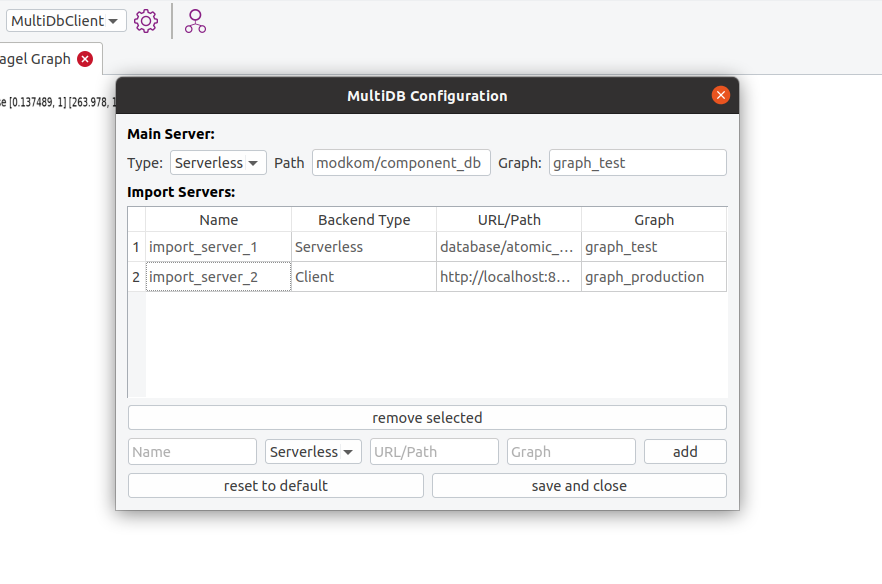 MultiDbClient
agel Graph
se [0.137489, 1] [263.978, 1
MultiDB Configuration
Main Server:
Type: Serverless Path modkom/component_db Graph: graph_test
Import Servers:
Name Backend Type URL/Path Graph
1 import_server_1 Serverless database/atomic_... graph_test
2 import_server_2 Client http://localhost:8... graph_production
remove selected
Name Serverless URL/Path Graph add
reset to default save and close